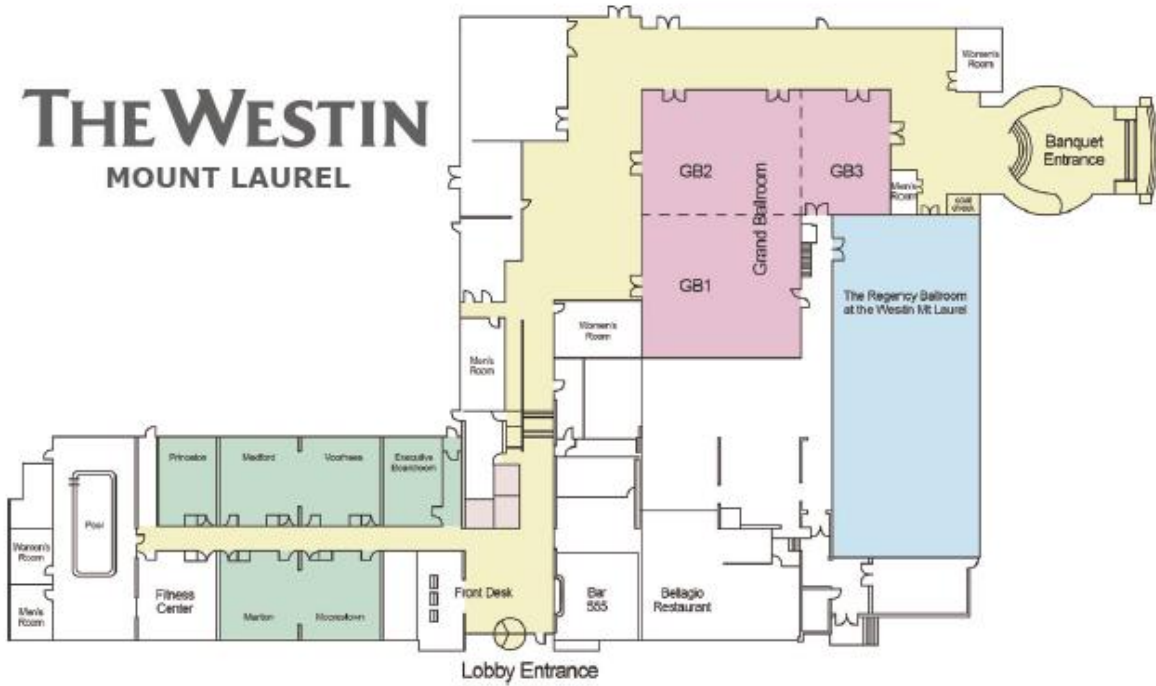 THE WESTIN
MOUNT LAUREL
Women's
Room
Banquet
Entrance
GB2
GB3
Grand Ballroom
Men's
Room
coat
check
GB1
The Regency Ballroom
at the Westin Mt Laurel
Women's
Room
Men's
Room
Princeton
Medford
Voorhees
Executive
Boardroom
Pool
Women's
Room
Fitness
Center
Marlton
Moorestown
Front Desk
Bar
555
Bellagio
Restaurant
Men's
Room
Lobby Entrance